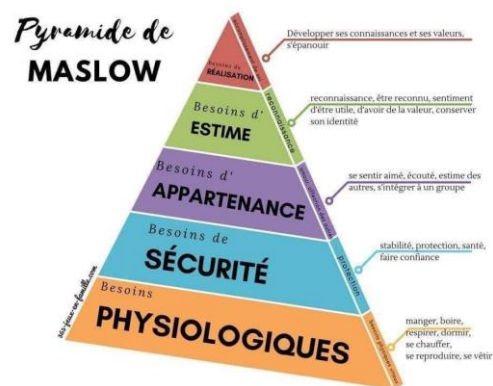 Pyramide de
MASLOW
Développer ses connaissances et ses valeurs,
s'épanouir
Besoins de
RÉALISATION
Besoins d'
ESTIME
reconnaissance
reconnaissance, être reconnu, sentiment
d'être utile, d'avoir de la valeur, conserver
son identité
Besoins d'
APPARTENANCE
se sentir aimé, écouté, estime des
autres, s'intégrer à un groupe
Besoins de
SÉCURITÉ
protection
stabilité, protection, santé,
faire confiance
Besoins
PHYSIOLOGIQUES
manger, boire,
respirer, dormir,
se chauffer,
se reproduire, se vêtir